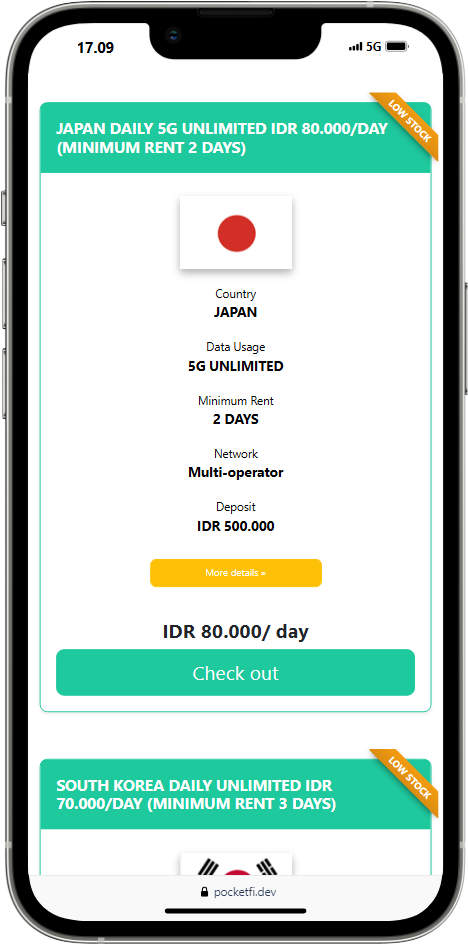 17.09
5G
LOW STOCK
JAPAN DAILY 5G UNLIMITED IDR 80.000/DAY
(MINIMUM RENT 2 DAYS)
Country
JAPAN
Data Usage
5G UNLIMITED
Minimum Rent
2 DAYS
Network
Multi-operator
Deposit
IDR 500.000
More details »
IDR 80.000/ day
Check out
LOW STOCK
SOUTH KOREA DAILY UNLIMITED IDR
70.000/DAY (MINIMUM RENT 3 DAYS)
pocketfi.dev